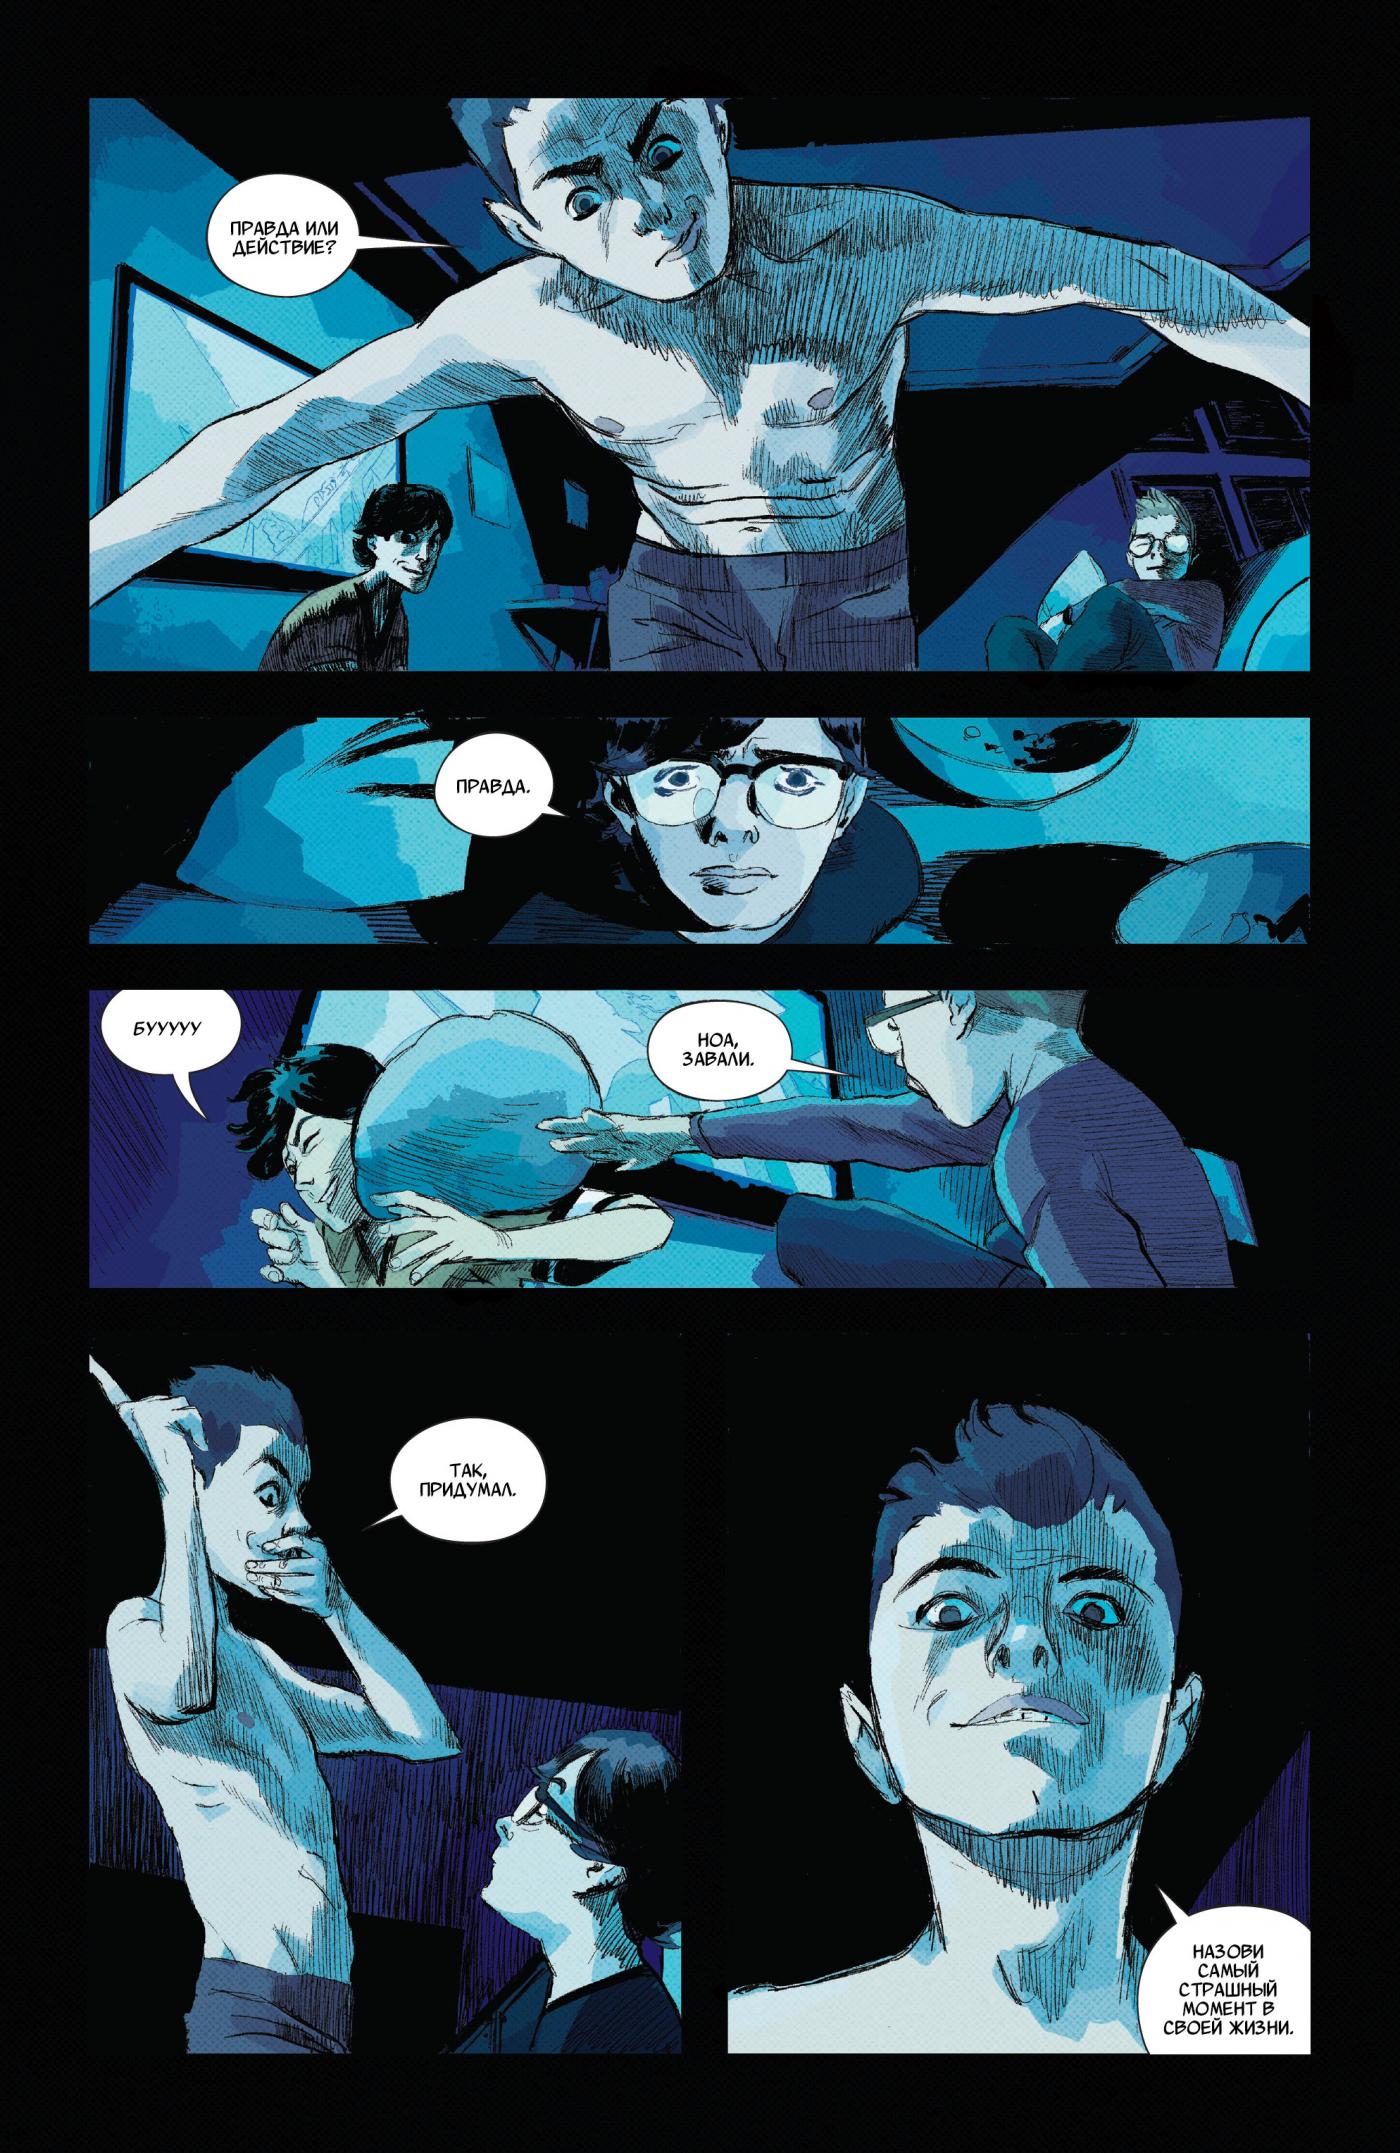 ПРАВДА ИЛИ
ДЕЙСТВИЕ?
ПРАВДА.
БУУУУУ
НОА,
ЗАВАЛИ.
ТАК,
ПРИДУМАЛ.
НАЗОВИ
САМЫЙ
СТРАШНЫЙ
МОМЕНТ В
СВОЕЙ ЖИЗНИ.